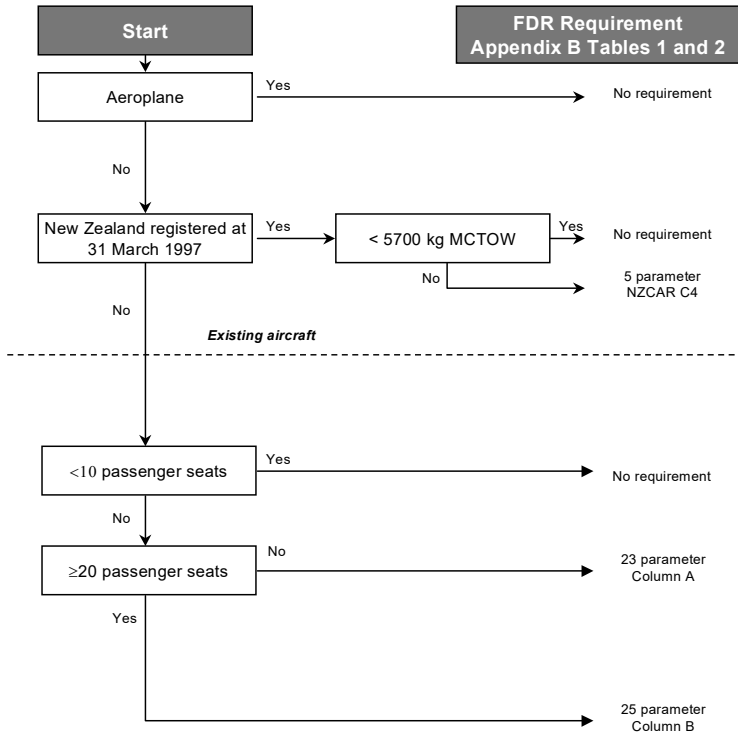 Start
FDR Requirement
Appendix B Tables 1 and 2
Aeroplane
Yes
No requirement
No
New Zealand registered at
31 March 1997
Yes
< 5700 kg MCTOW
Yes
No requirement
No
5 parameter
NZCAR C4
No
Existing aircraft
<10 passenger seats
Yes
No requirement
No
≥20 passenger seats
No
23 parameter
Column A
Yes
25 parameter
Column B